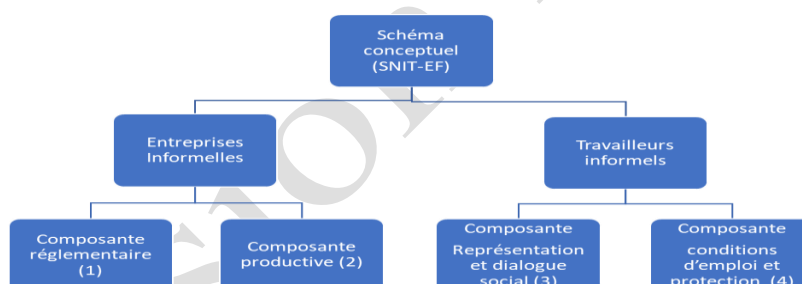 Schéma
conceptuel
(SNIT-EF)
Entreprises
Informelles
Travailleurs
informels
Composante
réglementaire
(1)
Composante
productive (2)
Composante
Représentation
et dialogue
social (3)
Composante
conditions
d'emploi et
protection (4)